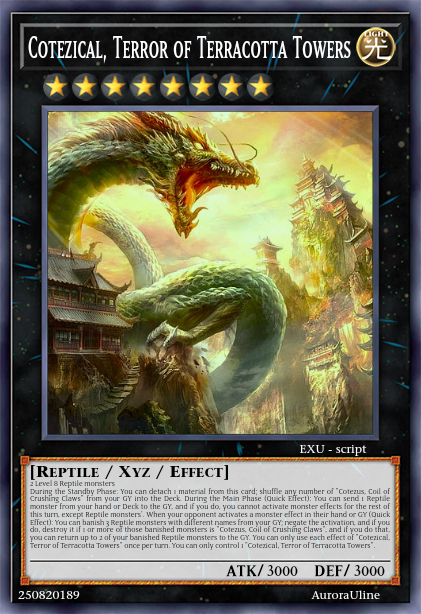 COTEZICAL, TERROR OF TERRACOTTA TOWERS
LIGHT
光
EXU - script
[REPTILE / XYZ / EFFECT]
2 Level 8 Reptile monsters
During the Standby Phase: You can detach 1 material from this card; shuffle any number of "Cotezus, Coil of
Crushing Claws" from your GY into the Deck. During the Main Phase (Quick Effect): You can send 1 Reptile
monster from your hand or Deck to the GY, and if you do, you cannot activate monster effects for the rest of
this turn, except Reptile monsters'. When your opponent activates a monster effect in their hand or GY (Quick
Effect): You can banish 3 Reptile monsters with different names from your GY; negate the activation, and if you
do, destroy it if 1 or more of those banished monsters is "Cotezus, Coil of Crushing Claws", and if you do that,
you can return up to 2 of your banished Reptile monsters to the GY. You can only use each effect of "Cotezical,
Terror of Terracotta Towers" once per turn. You can only control 1 "Cotezical, Terror of Terracotta Towers".
ATK/ 3000 DEF/ 3000
250820189
AuroraUline